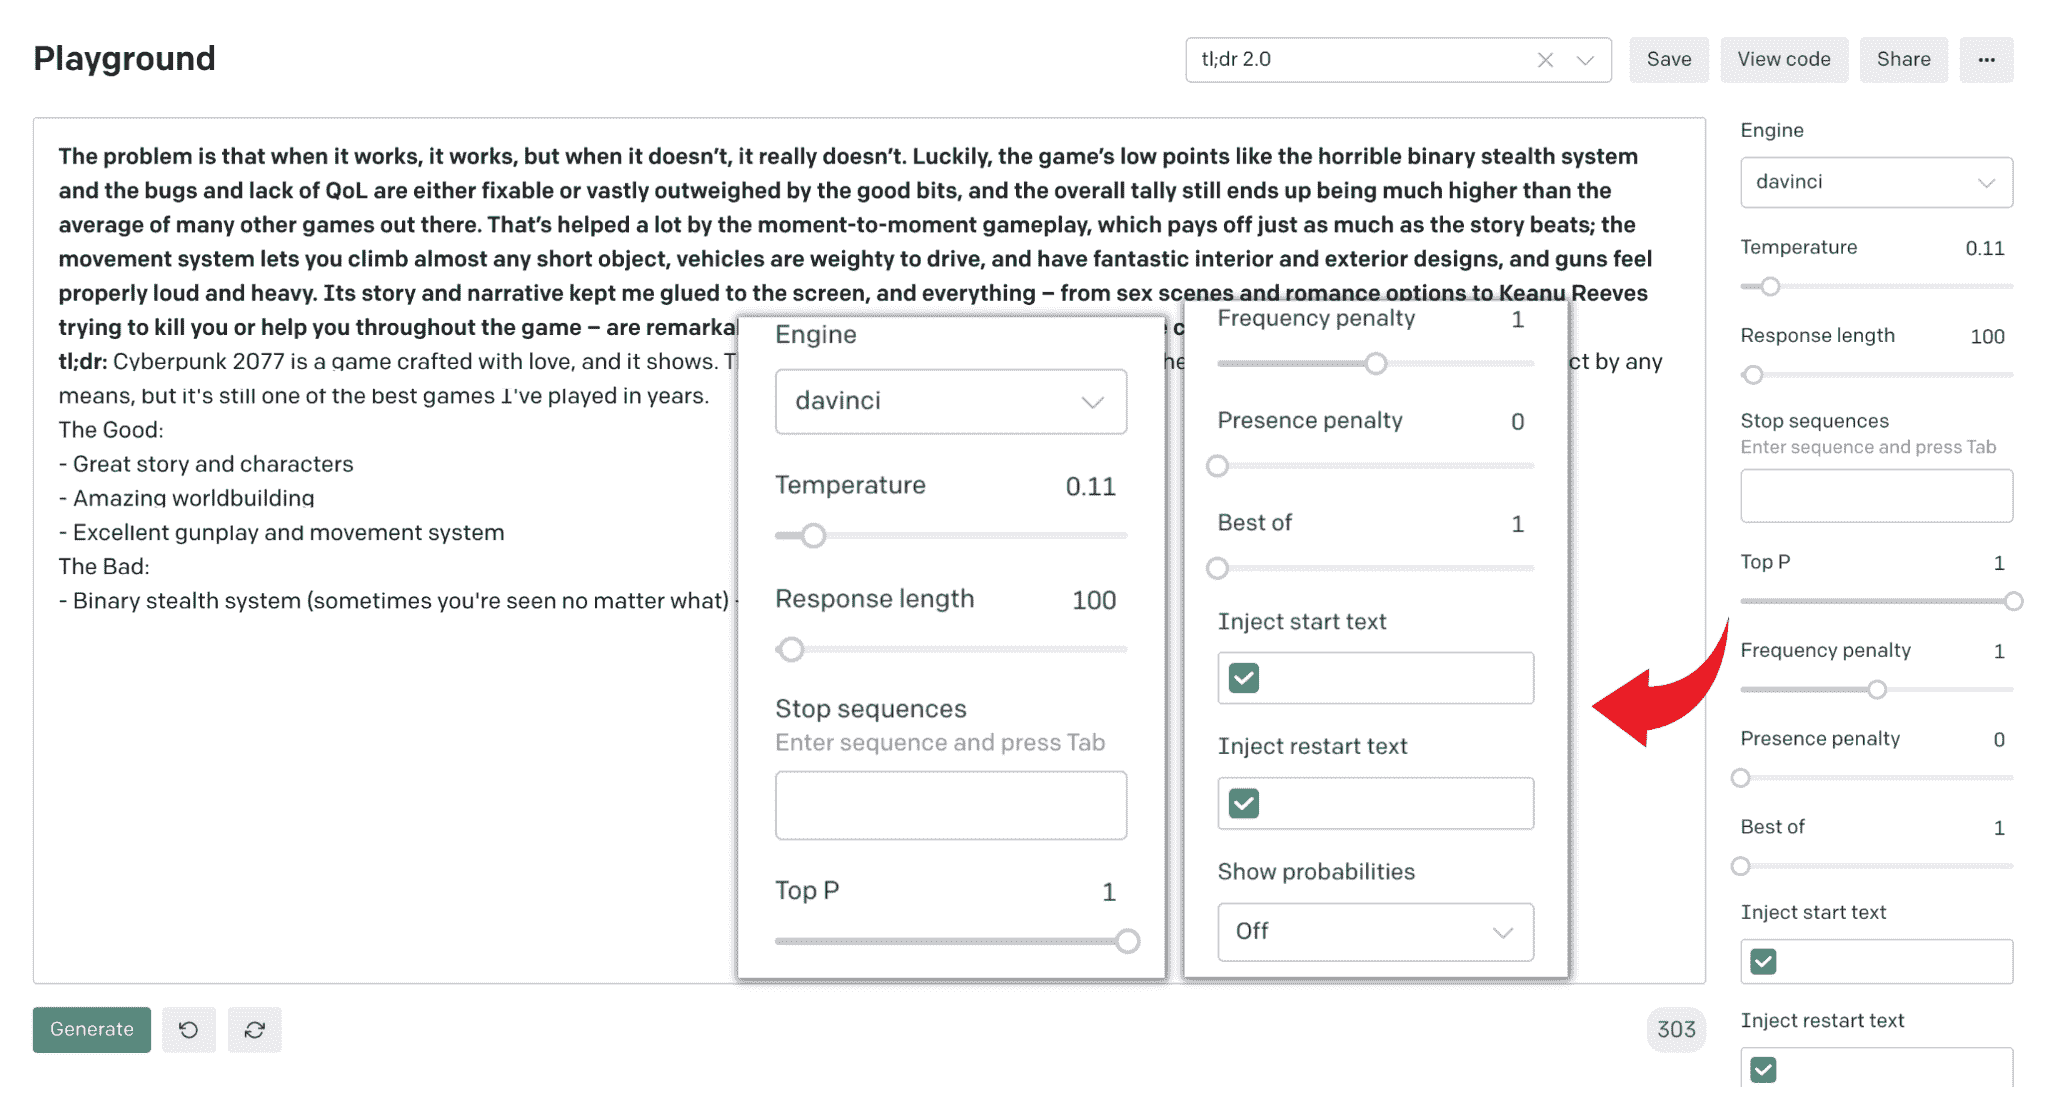 Playground
tl;dr 2.0
Save
View code
Share
The problem is that when it works, it works, but when it doesn't, it really doesn't. Luckily, the game's low points like the horrible binary stealth system
and the bugs and lack of QoL are either fixable or vastly outweighed by the good bits, and the overall tally still ends up being much higher than the
average of many other games out there. That's helped a lot by the moment-to-moment gameplay, which pays off just as much as the story beats; the
movement system lets you climb almost any short object, vehicles are weighty to drive, and have fantastic interior and exterior designs, and guns feel
properly loud and heavy. Its story and narrative kept me glued to the screen, and everything – from sex scenes and romance options to Keanu Reeves
trying to kill you or help you throughout the game – are
tl;dr: Cyberpunk 2077 is a game crafted with love, and it shows. by any
means, but it's still one of the best games I've played in years.
The Good:
- Great story and characters
- Amazing worldbuilding
- Excellent gunplay and movement system
The Bad:
- Binary stealth system (sometimes you're seen no matter what)
Generate
303
Engine
davinci
Temperature 0.11
Response length 100
Stop sequences
Enter sequence and press Tab
Top P 1
Frequency penalty 1
Presence penalty 0
Best of 1
Inject start text
Inject restart text
Show probabilities
Off
Engine
davinci
Temperature 0.11
Response length 100
Stop sequences
Enter sequence and press Tab
Top P 1
Frequency penalty 1
Presence penalty 0
Best of 1
Inject start text
Inject restart text